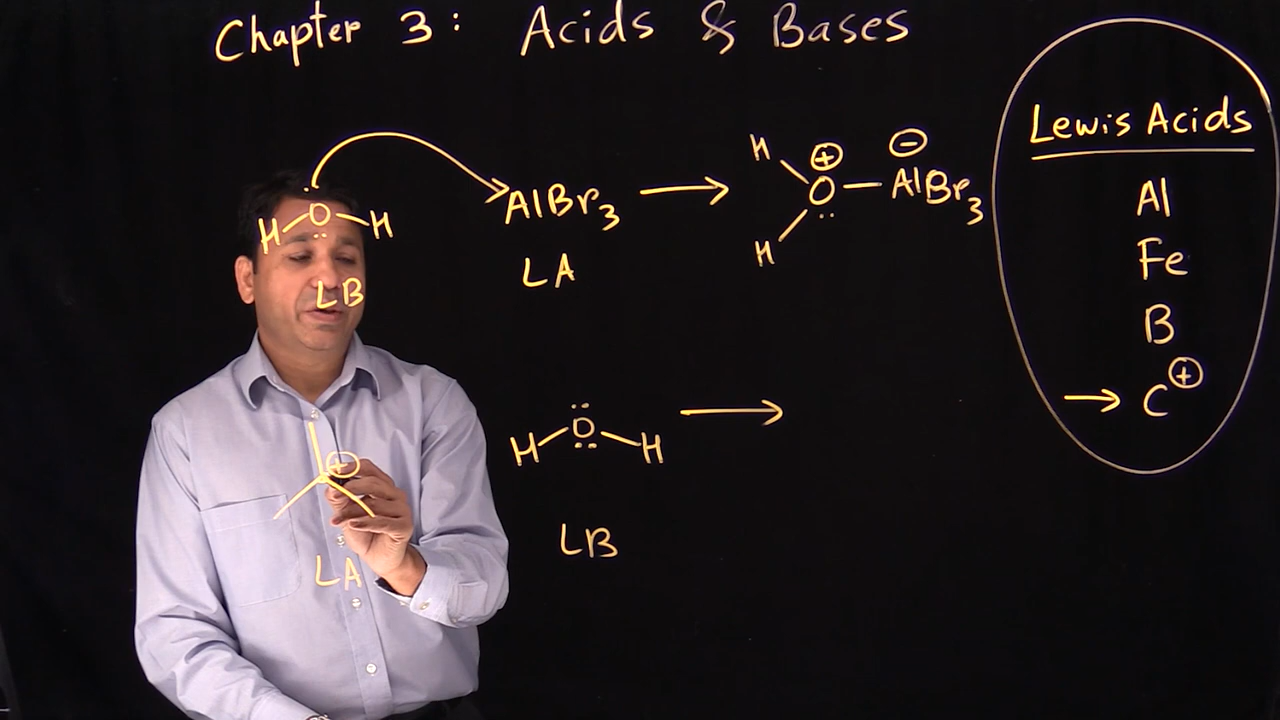 Chapter 3: Acids & Bases
Lewis Acids
Al
Fe
B
→ C⊕
H–Ö–H
LB
AlBr₃
LA
→
H
H
O
⊕
⊖
AlBr₃
⊕
LA
H–Ö–H
LB
→